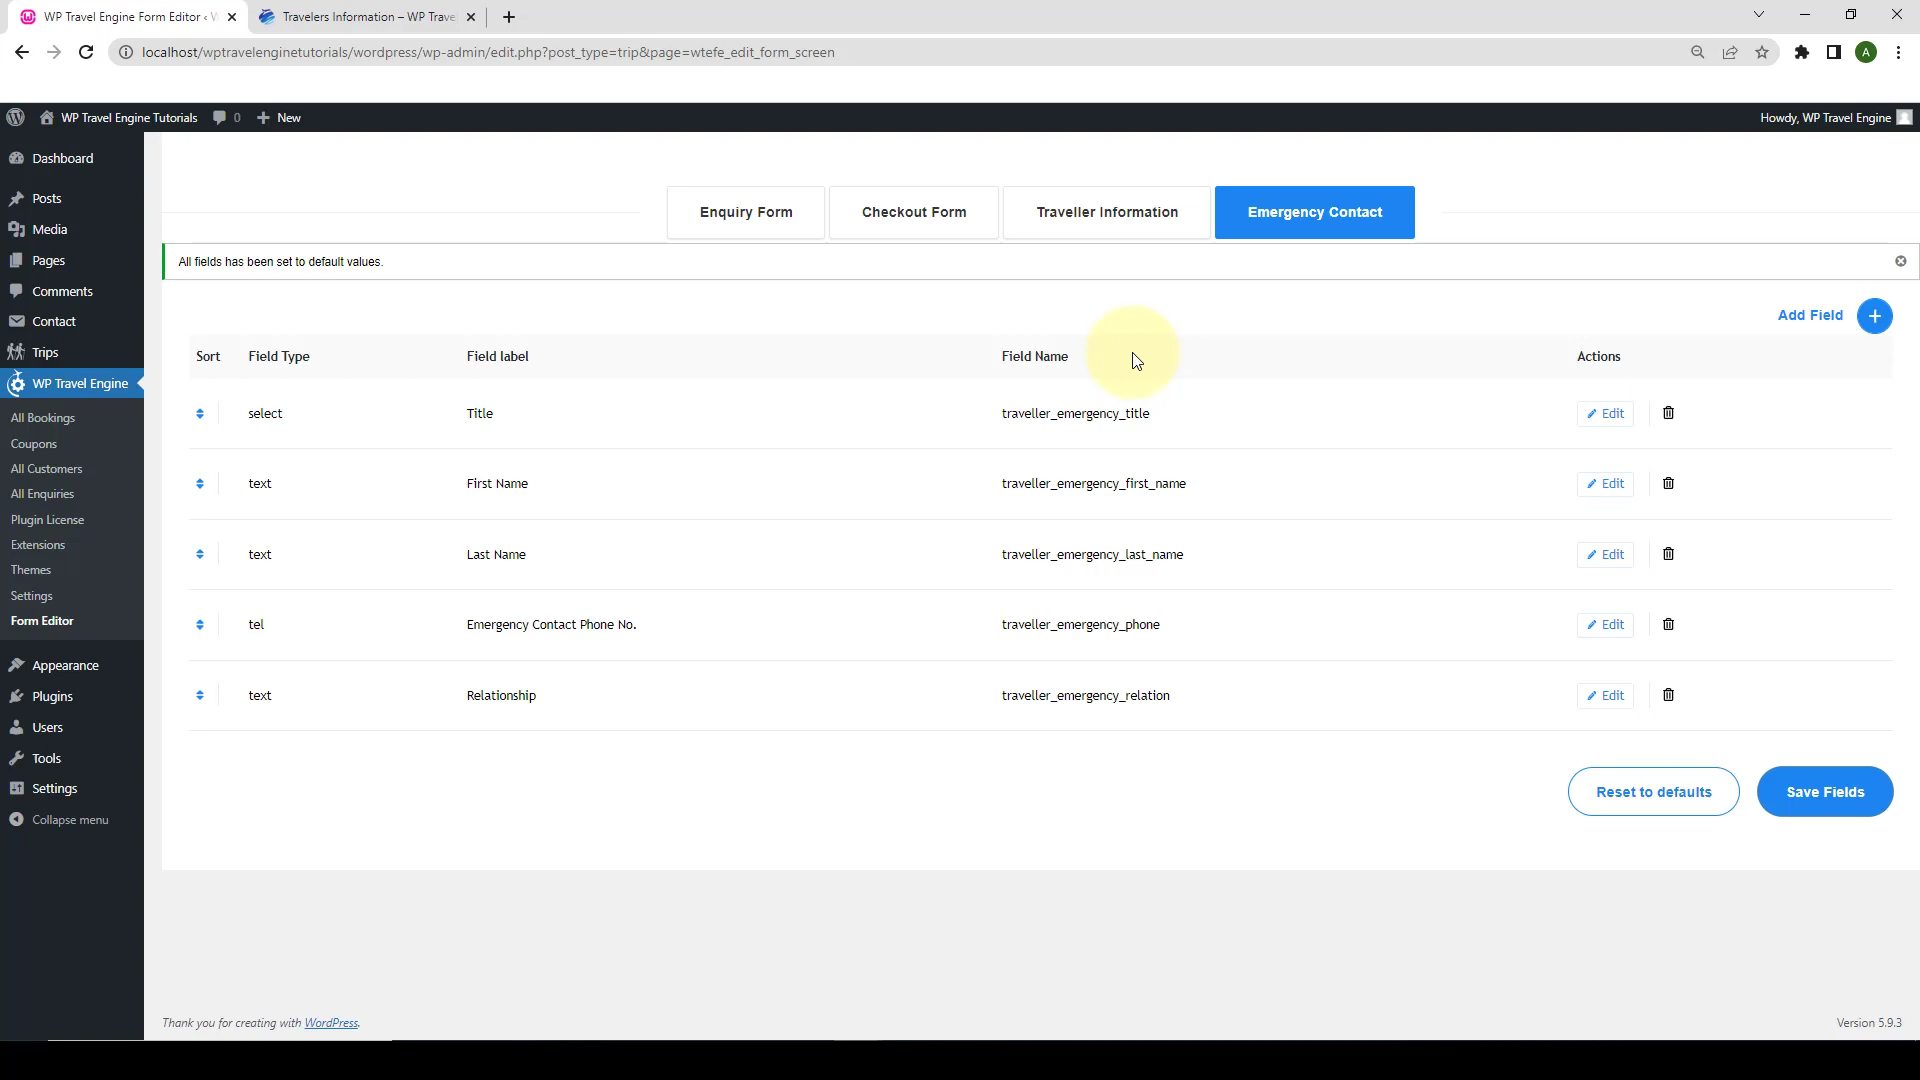 WP Travel Engine Form Editor ‹ W
Travelers Information – WP Trave
localhost/wptravelenginetutorials/wordpress/wp-admin/edit.php?post_type=trip&page=wtefe_edit_form_screen
A
WP Travel Engine Tutorials
0
New
Howdy, WP Travel Engine
Dashboard
Posts
Media
Pages
Comments
Contact
Trips
WP Travel Engine
All Bookings
Coupons
All Customers
All Enquiries
Plugin License
Extensions
Themes
Settings
Form Editor
Appearance
Plugins
Users
Tools
Settings
Collapse menu
Enquiry Form
Checkout Form
Traveller Information
Emergency Contact
All fields has been set to default values.
Add Field
Sort Field Type Field label Field Name Actions
select Title traveller_emergency_title Edit
text First Name traveller_emergency_first_name Edit
text Last Name traveller_emergency_last_name Edit
tel Emergency Contact Phone No. traveller_emergency_phone Edit
text Relationship traveller_emergency_relation Edit
Reset to defaults
Save Fields
Thank you for creating with WordPress.
Version 5.9.3